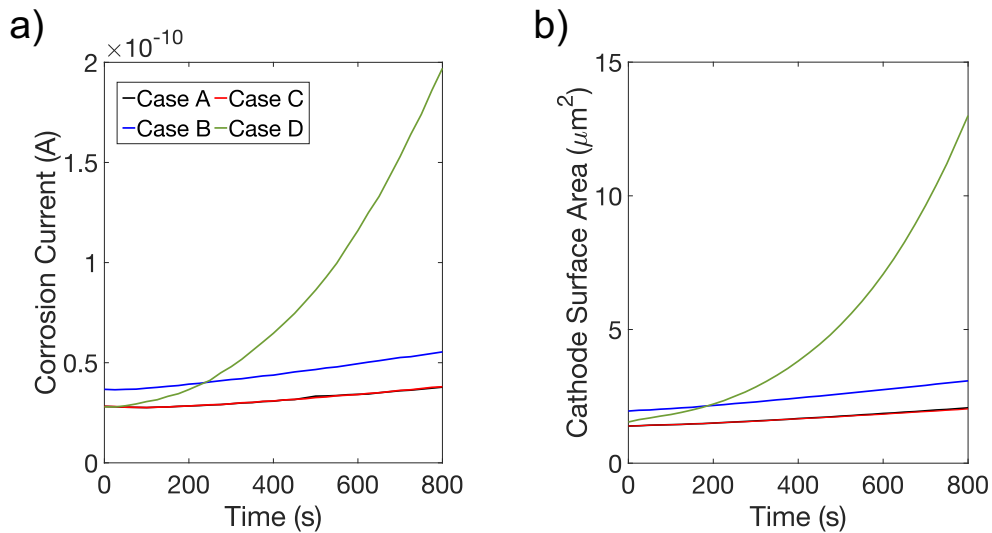 a)
×10⁻¹⁰
2
1.5
1
0.5
0
0 200 400 600 800
Corrosion Current (A)
Time (s)
Case A Case C
Case B Case D
b)
15
10
5
0
0 200 400 600 800
Cathode Surface Area (μm²)
Time (s)